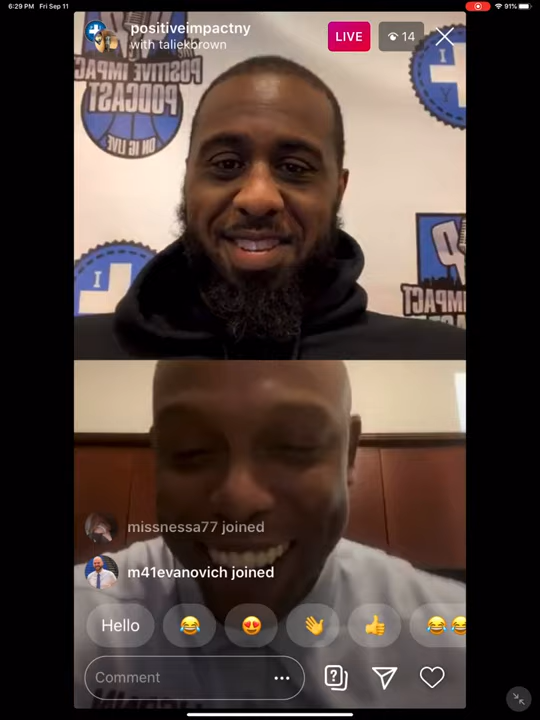 6:29 PM Fri Sep 11
91%
positiveimpactny
with taliekbrown
LIVE
14
POSITIVE IMPACT
PODCAST
ON IG LIVE
I
Y
IMPACT
I
missnessa77 joined
m41evanovich joined
Hello
Comment